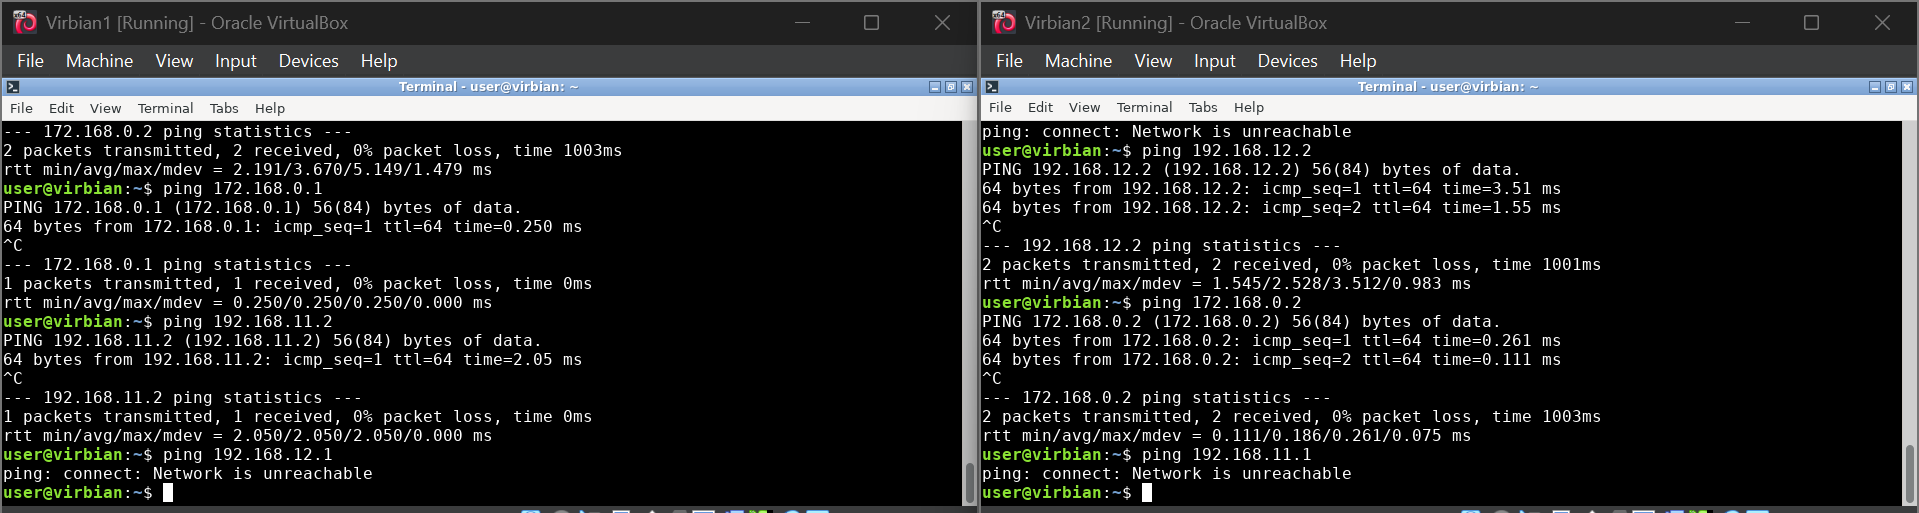 Virbian1 [Running] - Oracle VirtualBox
File Machine View Input Devices Help
Terminal - user@virbian: ~
File Edit View Terminal Tabs Help
--- 172.168.0.2 ping statistics ---
2 packets transmitted, 2 received, 0% packet loss, time 1003ms
rtt min/avg/max/mdev = 2.191/3.670/5.149/1.479 ms
user@virbian:~$ ping 172.168.0.1
PING 172.168.0.1 (172.168.0.1) 56(84) bytes of data.
64 bytes from 172.168.0.1: icmp_seq=1 ttl=64 time=0.250 ms
^C
--- 172.168.0.1 ping statistics ---
1 packets transmitted, 1 received, 0% packet loss, time 0ms
rtt min/avg/max/mdev = 0.250/0.250/0.250/0.000 ms
user@virbian:~$ ping 192.168.11.2
PING 192.168.11.2 (192.168.11.2) 56(84) bytes of data.
64 bytes from 192.168.11.2: icmp_seq=1 ttl=64 time=2.05 ms
^C
--- 192.168.11.2 ping statistics ---
1 packets transmitted, 1 received, 0% packet loss, time 0ms
rtt min/avg/max/mdev = 2.050/2.050/2.050/0.000 ms
user@virbian:~$ ping 192.168.12.1
ping: connect: Network is unreachable
user@virbian:~$
Virbian2 [Running] - Oracle VirtualBox
File Machine View Input Devices Help
Terminal - user@virbian: ~
File Edit View Terminal Tabs Help
ping: connect: Network is unreachable
user@virbian:~$ ping 192.168.12.2
PING 192.168.12.2 (192.168.12.2) 56(84) bytes of data.
64 bytes from 192.168.12.2: icmp_seq=1 ttl=64 time=3.51 ms
64 bytes from 192.168.12.2: icmp_seq=2 ttl=64 time=1.55 ms
^C
--- 192.168.12.2 ping statistics ---
2 packets transmitted, 2 received, 0% packet loss, time 1001ms
rtt min/avg/max/mdev = 1.545/2.528/3.512/0.983 ms
user@virbian:~$ ping 172.168.0.2
PING 172.168.0.2 (172.168.0.2) 56(84) bytes of data.
64 bytes from 172.168.0.2: icmp_seq=1 ttl=64 time=0.261 ms
64 bytes from 172.168.0.2: icmp_seq=2 ttl=64 time=0.111 ms
^C
--- 172.168.0.2 ping statistics ---
2 packets transmitted, 2 received, 0% packet loss, time 1003ms
rtt min/avg/max/mdev = 0.111/0.186/0.261/0.075 ms
user@virbian:~$ ping 192.168.11.1
ping: connect: Network is unreachable
user@virbian:~$